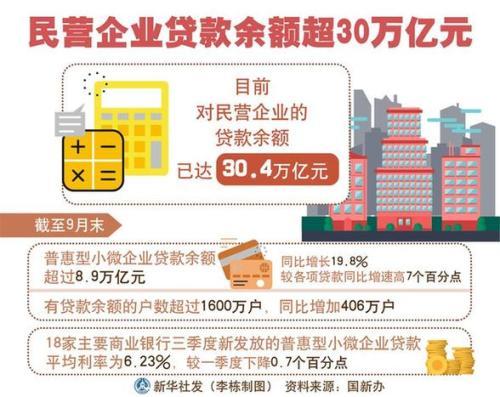 民营企业贷款余额超30万亿元
目前
对民营企业的
贷款余额
已达30.4万亿元
截至9月末
普惠型小微企业贷款余额
超过8.9万亿元
同比增长19.8%
较各项贷款同比增速高7个百分点
有贷款余额的户数超过1600万户，同比增加406万户
18家主要商业银行三季度新发放的普惠型小微企业贷款
平均利率为6.23%，较一季度下降0.7个百分点
新华社发（李栋制图） 资料来源：国新办